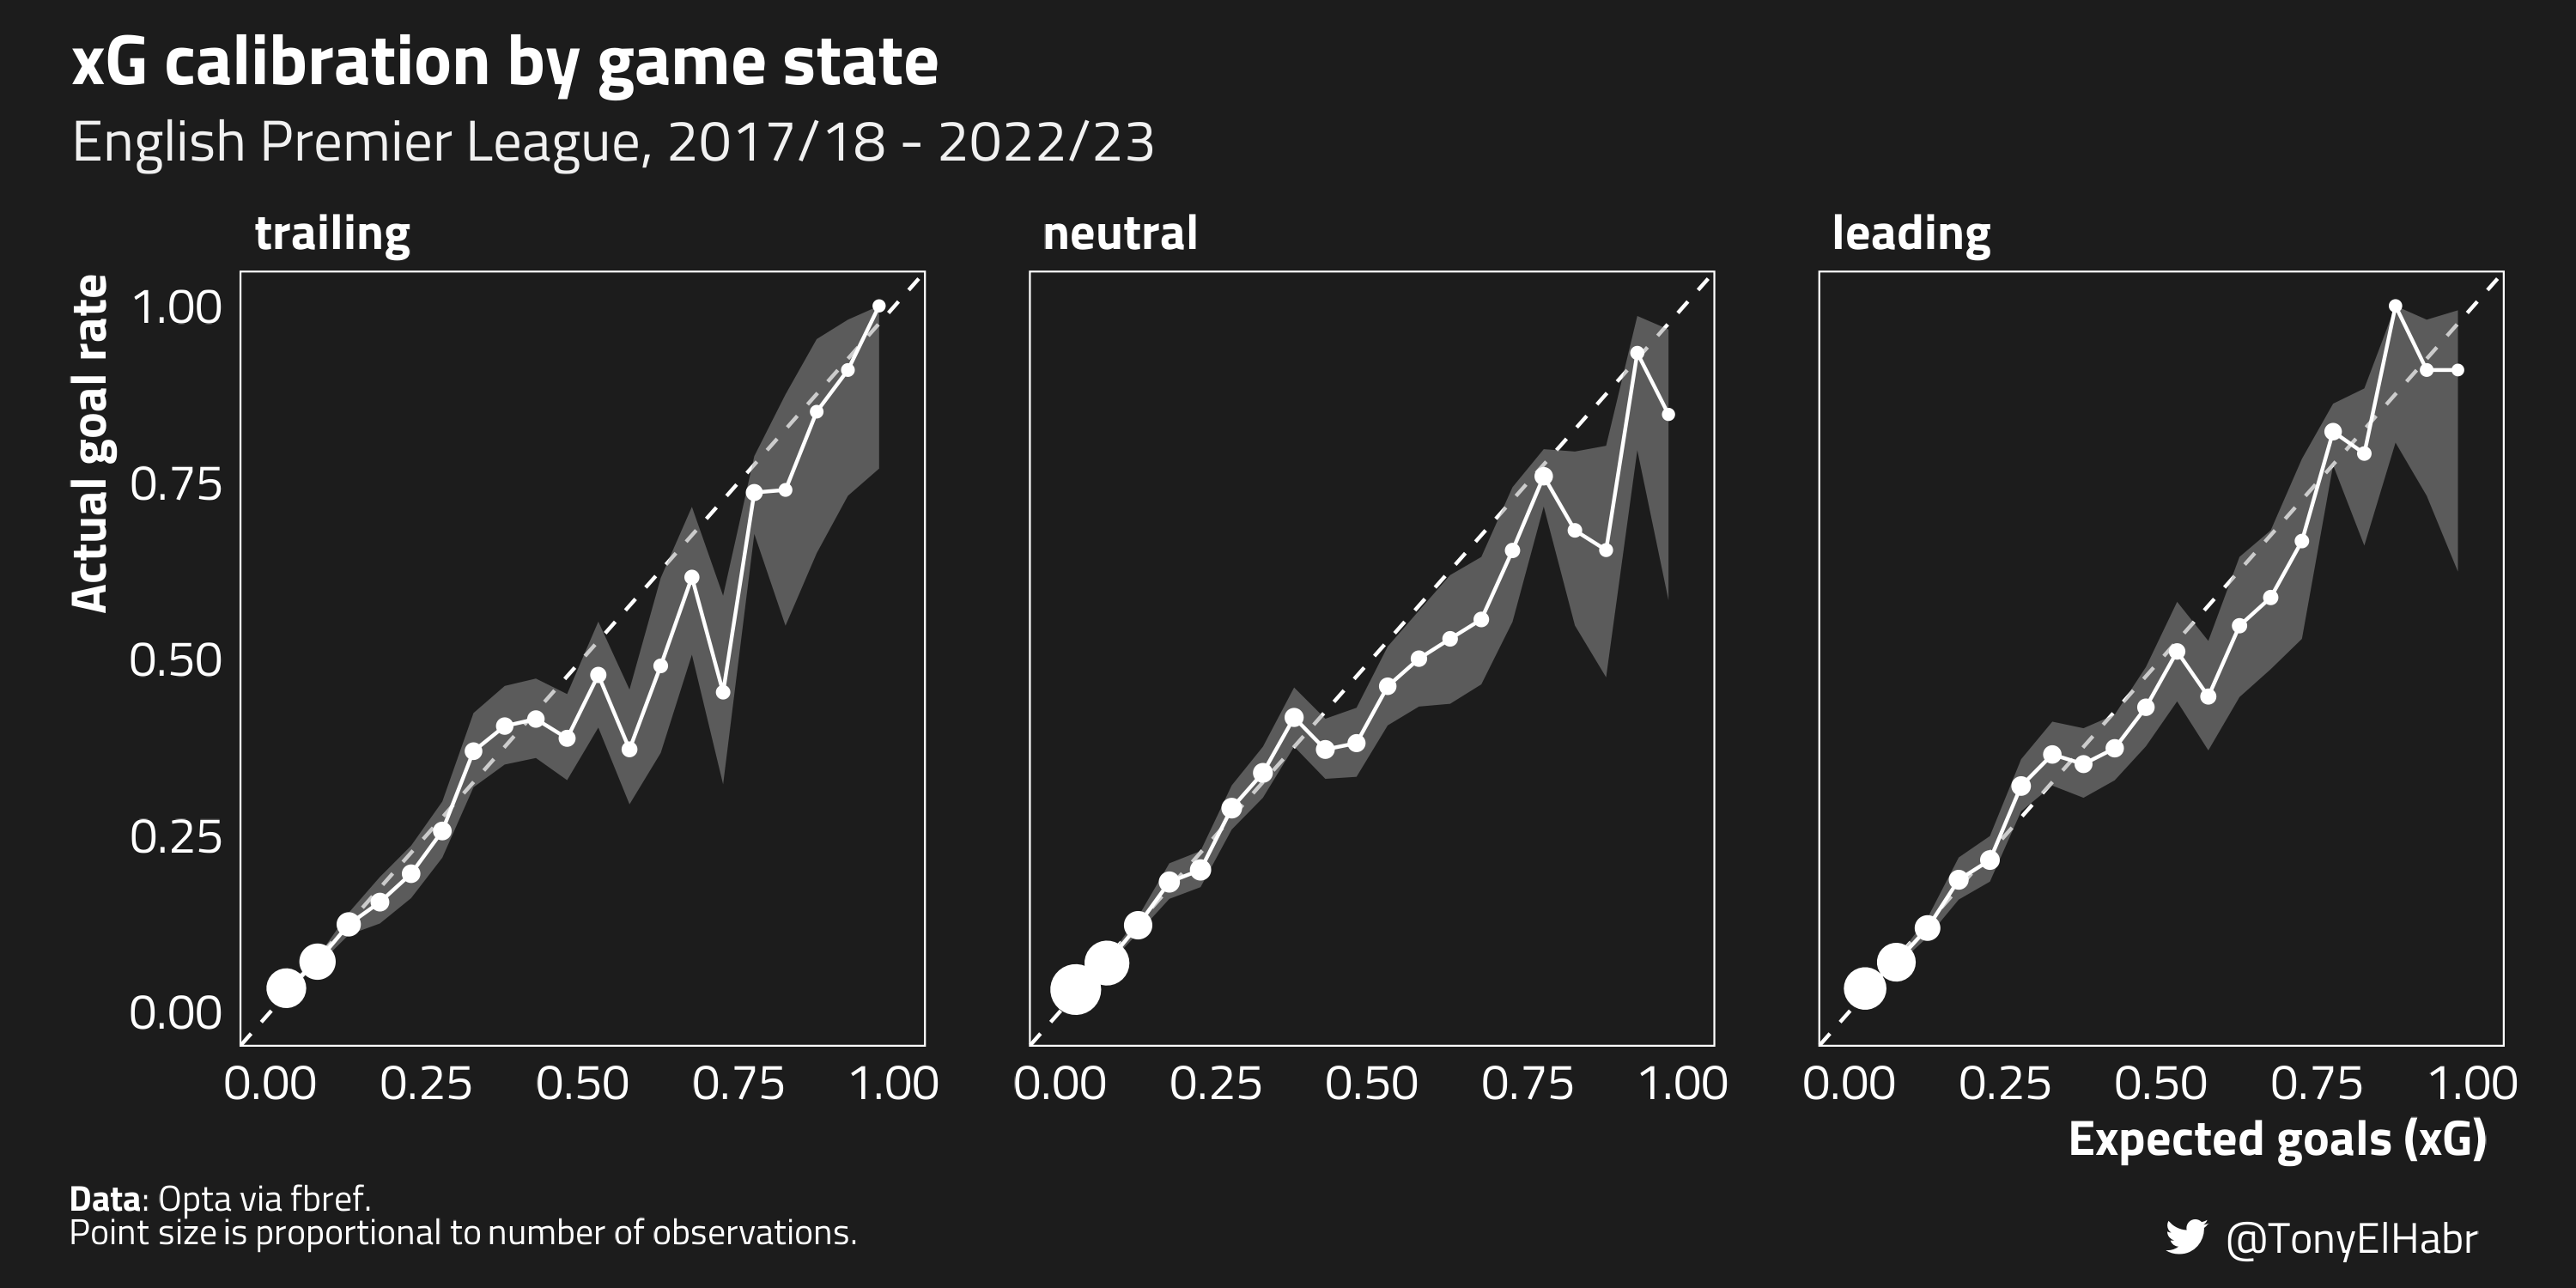 xG calibration by game state
English Premier League, 2017/18 - 2022/23
trailing
neutral
leading
Actual goal rate
1.00
0.75
0.50
0.25
0.00
0.00 0.25 0.50 0.75 1.00
0.00 0.25 0.50 0.75 1.00
0.00 0.25 0.50 0.75 1.00
Expected goals (xG)
Data: Opta via fbref.
Point size is proportional to number of observations.
@TonyElHabr